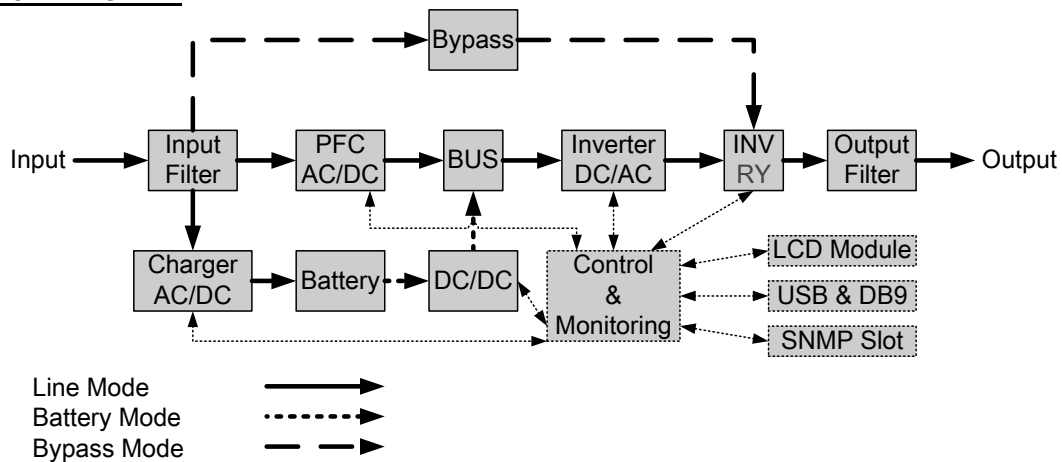 Bypass
Input
Input
Filter
PFC
AC/DC
BUS
Inverter
DC/AC
INV
RY
Output
Filter
Output
Charger
AC/DC
Battery
DC/DC
Control
&
Monitoring
LCD Module
USB & DB9
SNMP Slot
Line Mode
Battery Mode
Bypass Mode